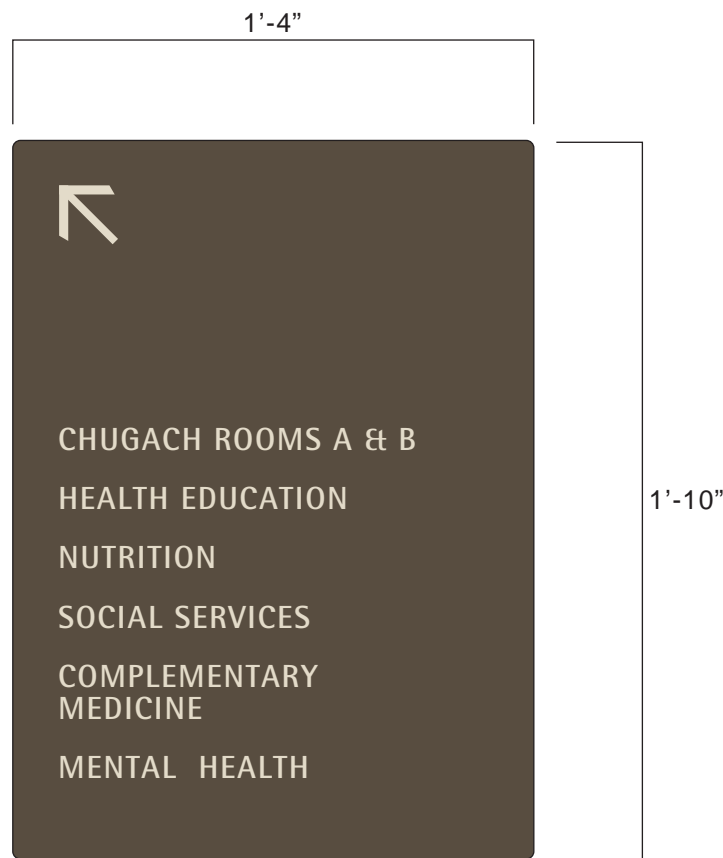 1’-4”
CHUGACH ROOMS A & B
HEALTH EDUCATION
1’-10”
NUTRITION
SOCIAL SERVICES
COMPLEMENTARY
MEDICINE
MENTAL  HEALTH